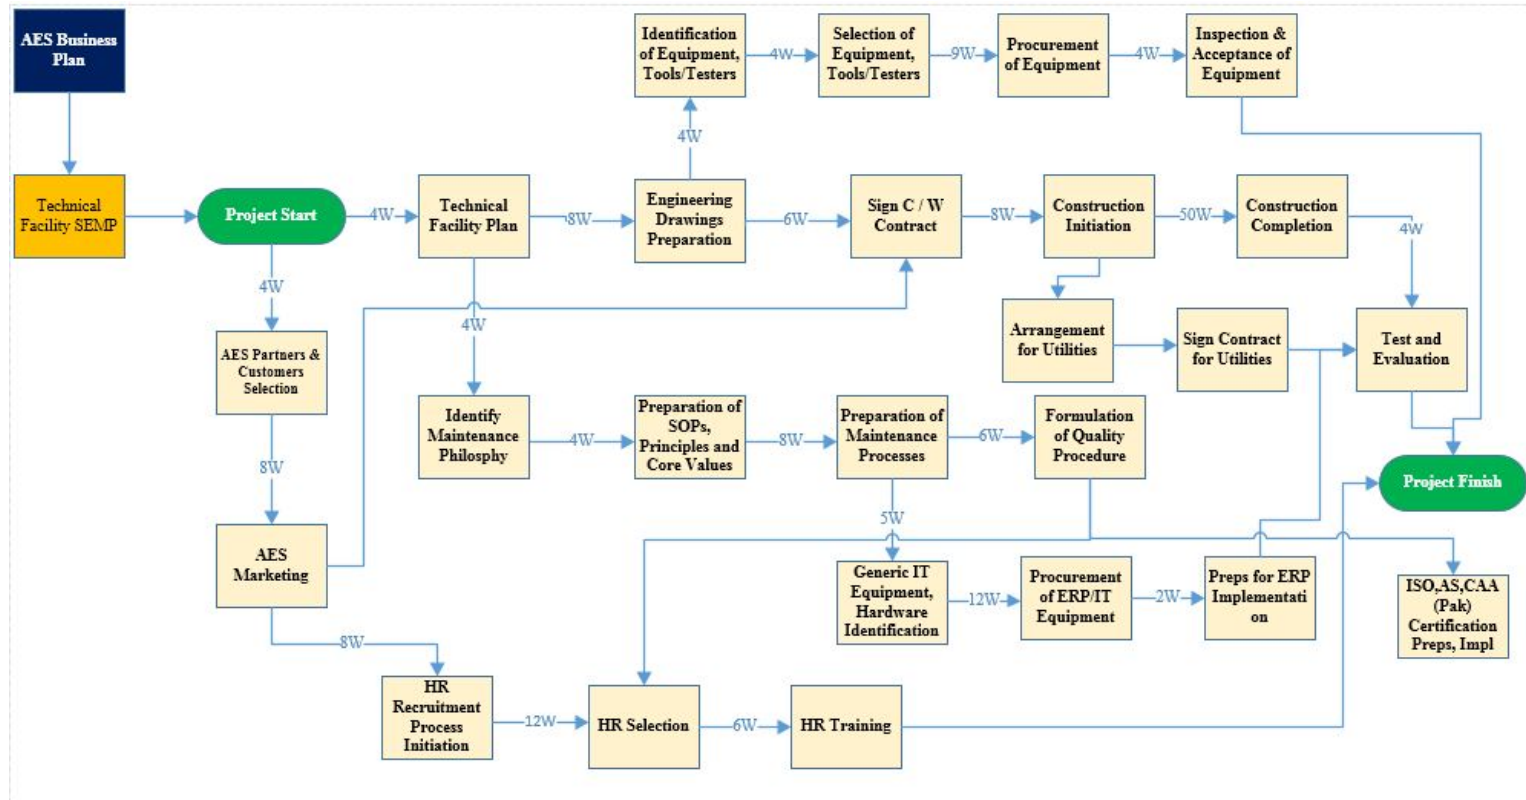 AES Business
Plan
Identification
of Equipment,
Tools/Testers
4W
Selection of
Equipment,
Tools/Testers
9W
Procurement
of Equipment
4W
Inspection &
Acceptance of
Equipment
4W
Technical
Facility SEMP
Project Start
4W
Technical
Facility Plan
8W
Engineering
Drawings
Preparation
6W
Sign C / W
Contract
8W
Construction
Initiation
50W
Construction
Completion
4W
4W
4W
AES Partners &
Customers
Selection
Arrangement
for Utilities
Sign Contract
for Utilities
Test and
Evaluation
Identify
Maintenance
Philosphy
4W
Preparation of
SOPs,
Principles and
Core Values
8W
Preparation of
Maintenance
Processes
6W
Formulation
of Quality
Procedure
8W
Project Finish
5W
AES
Marketing
Generic IT
Equipment,
Hardware
Identification
12W
Procurement
of ERP/IT
Equipment
2W
Preps for ERP
Implementati
on
ISO,AS,CAA
(Pak)
Certification
Preps, Impl
8W
HR
Recruitment
Process
Initiation
12W
HR Selection
6W
HR Training